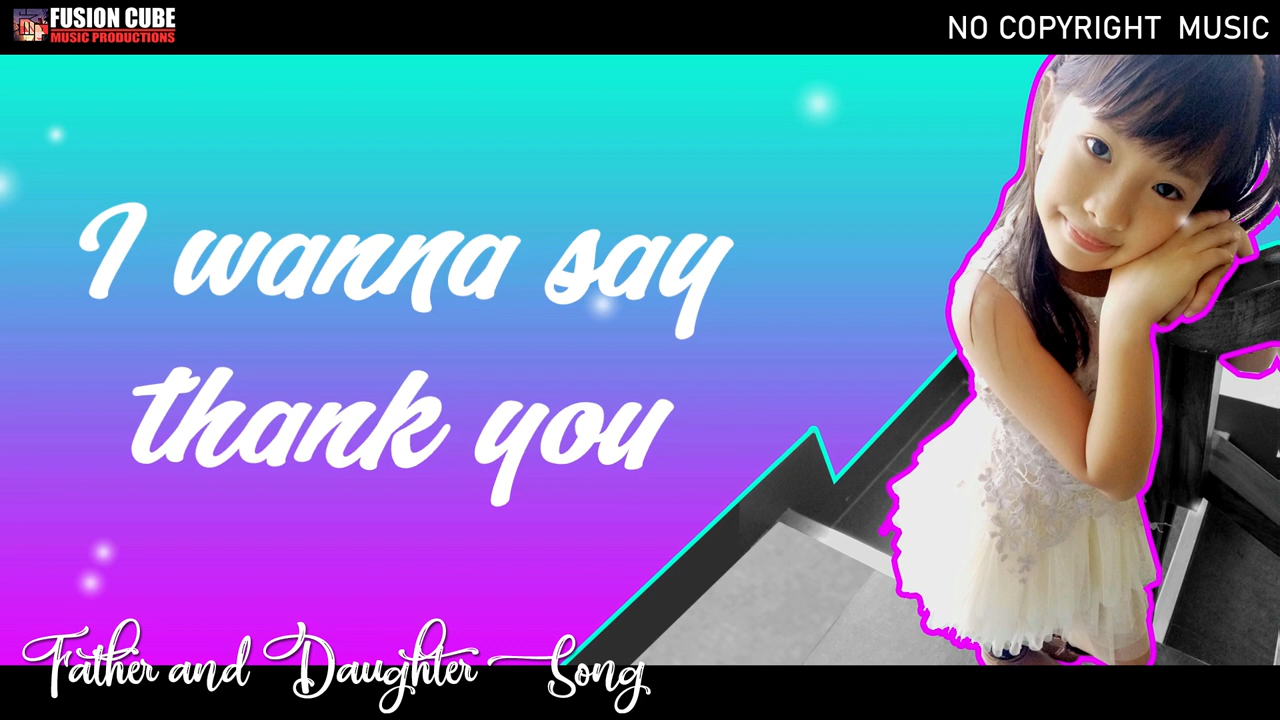 FUSION CUBE
MUSIC PRODUCTIONS
NO COPYRIGHT MUSIC
I wanna say
thank you
Father and Daughter Song